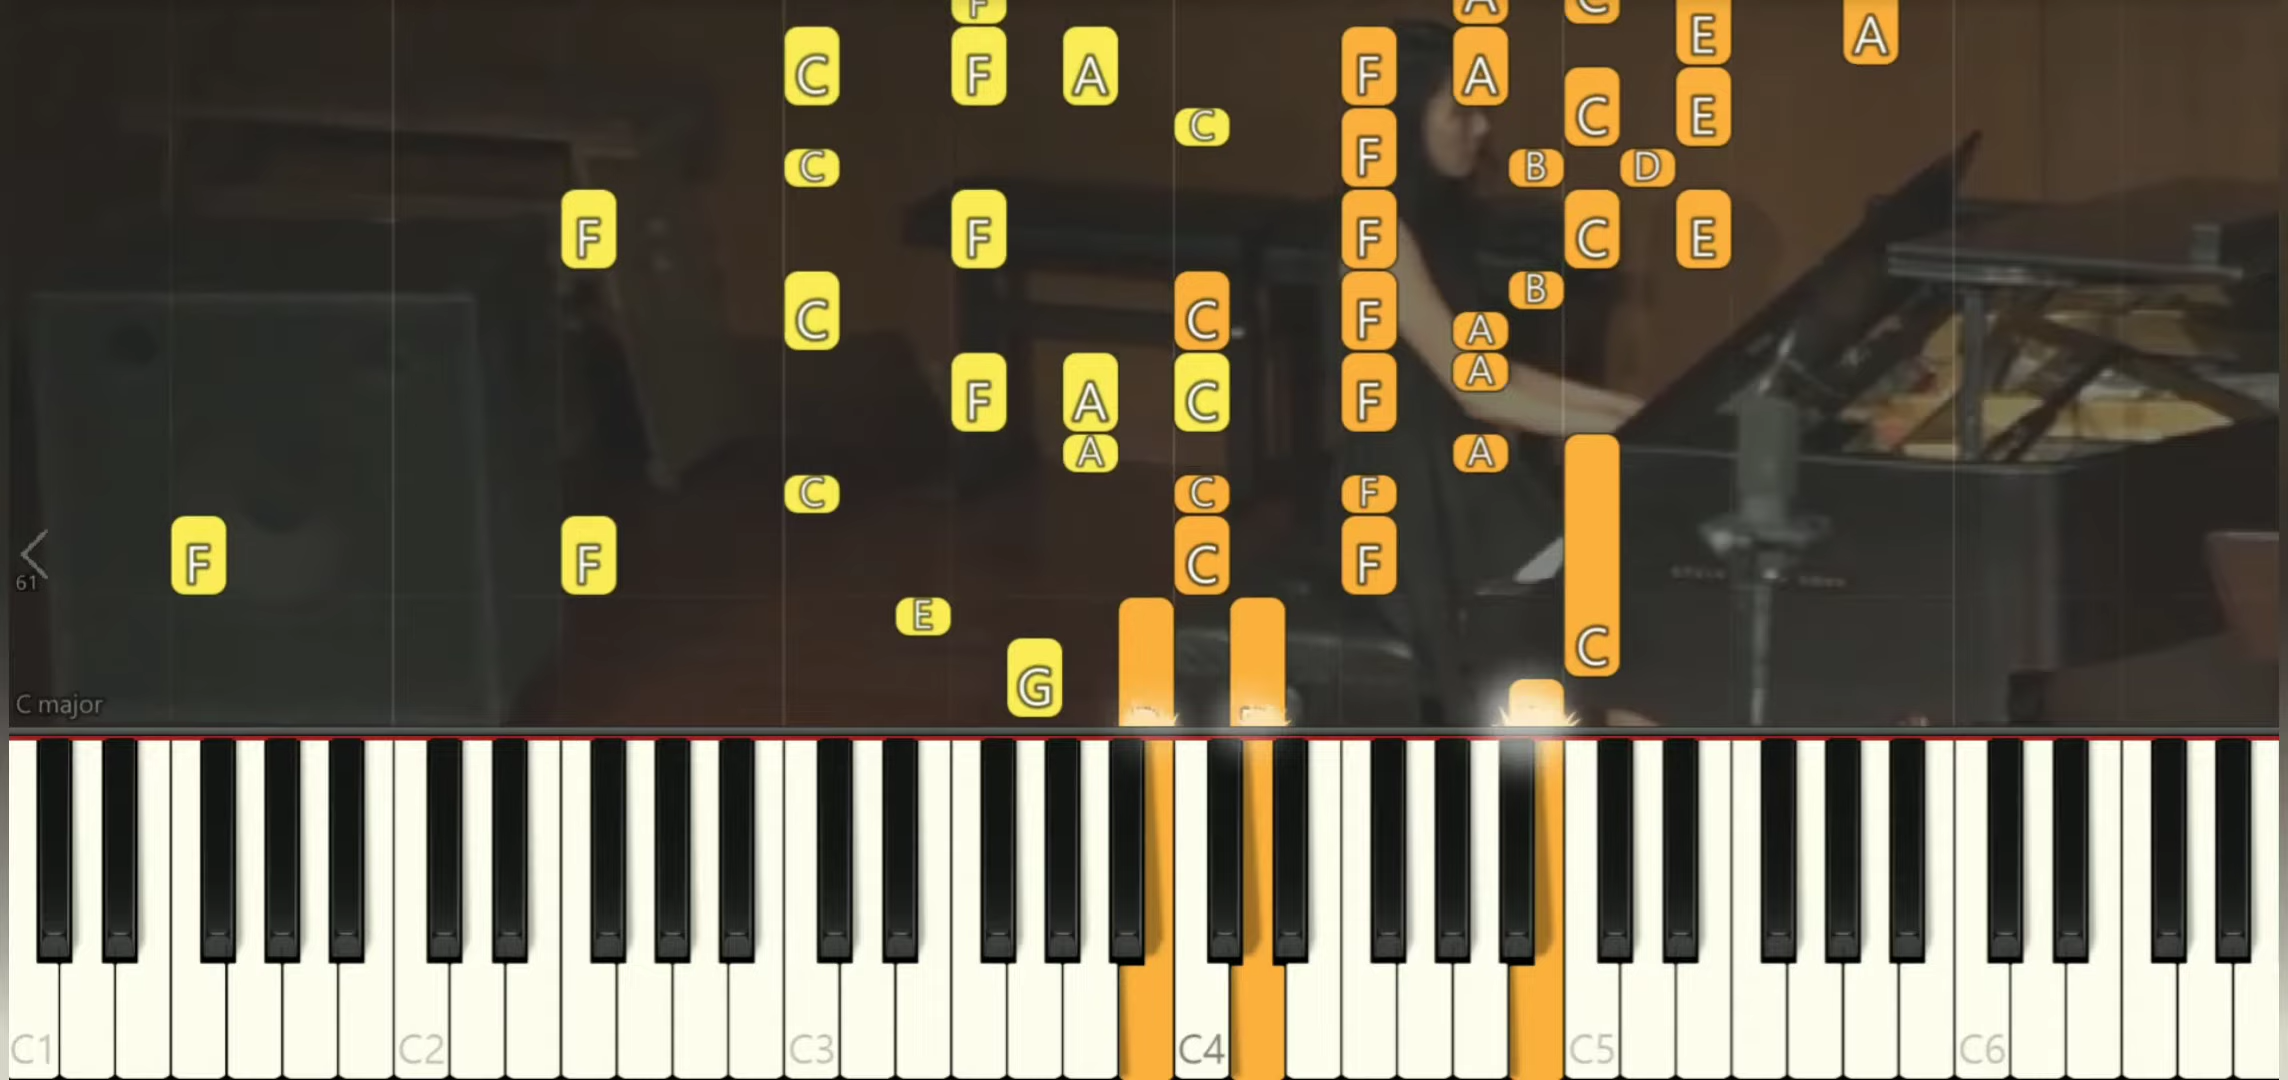 F A C
E A
C F A F A
C C E
F
C C B D
F F F C E
B
C C F
A
A
F A C F
A A
C C F
F F C F
61
E
C
G
C major
C1 C2 C3 C4 C5 C6